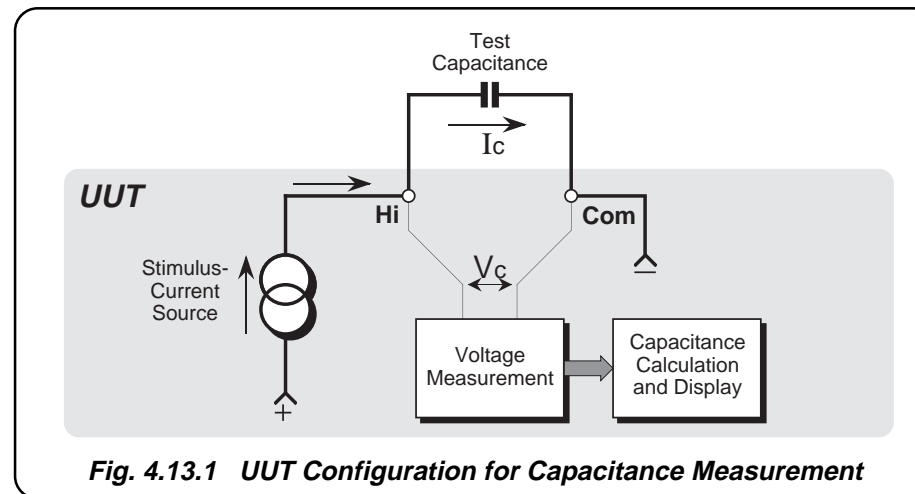 Test
Capacitance
Ic
UUT
Hi
Com
Stimulus-
Current
Source
Vc
+
Voltage
Measurement
Capacitance
Calculation
and Display
Fig. 4.13.1 UUT Configuration for Capacitance Measurement